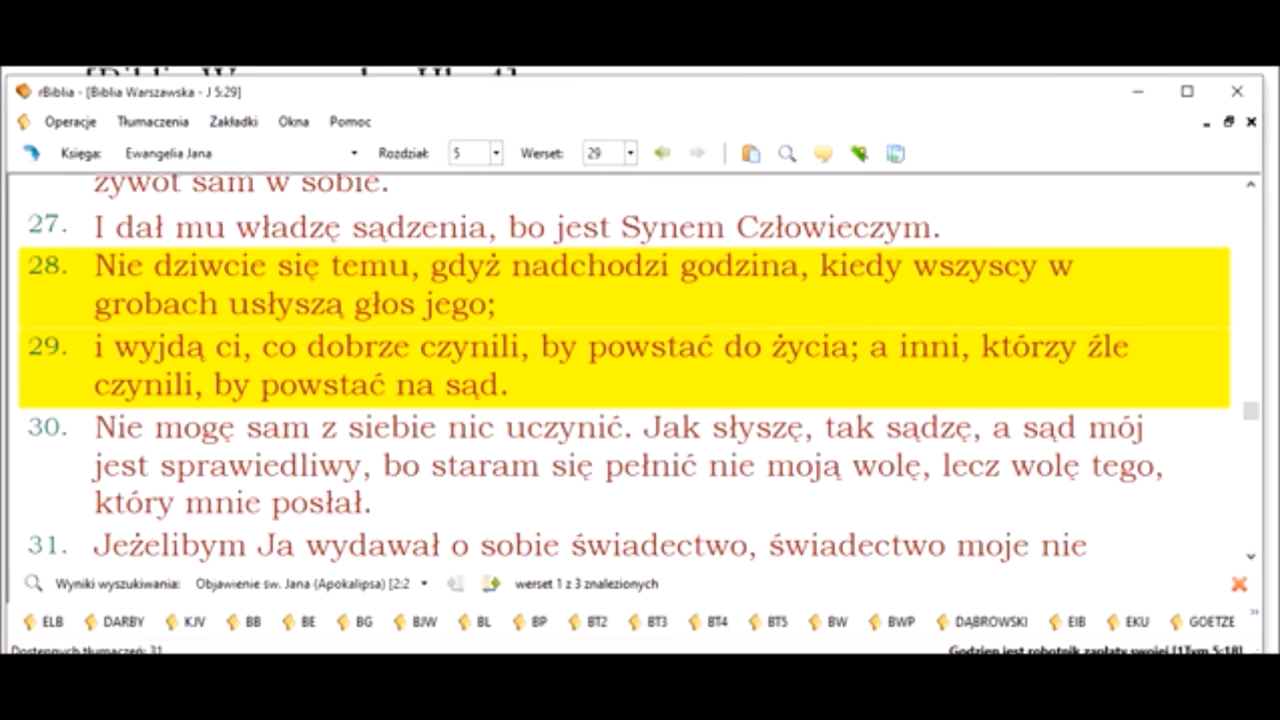 rBiblia - [Biblia Warszawska - J 5:29]
Operacje Tłumaczenia Zakładki Okna Pomoc
Księga: Ewangelia Jana Rozdział: 5 Werset: 29
żywot sam w sobie.
27. I dał mu władzę sądzenia, bo jest Synem Człowieczym.
28. Nie dziwcie się temu, gdyż nadchodzi godzina, kiedy wszyscy w
grobach usłyszą głos jego;
29. i wyjdą ci, co dobrze czynili, by powstać do życia; a inni, którzy źle
czynili, by powstać na sąd.
30. Nie mogę sam z siebie nic uczynić. Jak słyszę, tak sądzę, a sąd mój
jest sprawiedliwy, bo staram się pełnić nie moją wolę, lecz wolę tego,
który mnie posłał.
31. Jeżelibym Ja wydawał o sobie świadectwo, świadectwo moje nie
Wyniki wyszukiwania: Objawienie św. Jana (Apokalipsa) [2:2 werset 1 z 3 znalezionych
ELB DARBY KJV BB BE BG BJW BL BP BT2 BT3 BT4 BT5 BW BWP DĄBROWSKI EIB EKU GOETZE
Dostępnych tłumaczeń: 31 Godzien jest robotnik zapłaty swojej [1Tym 5:18]